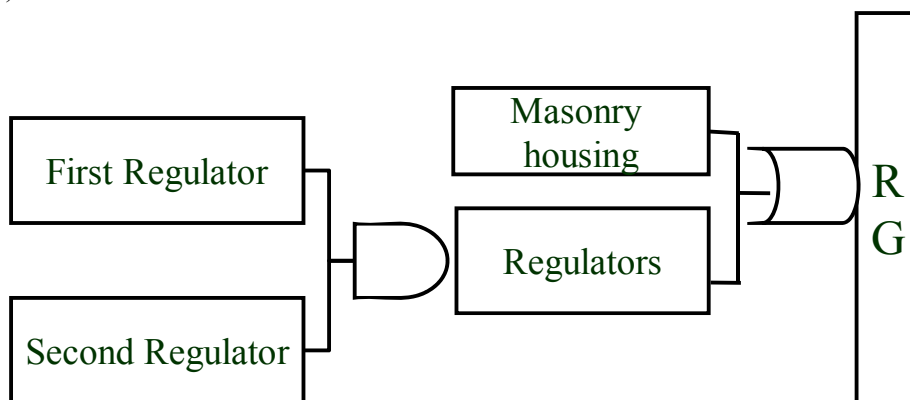 Masonry
housing
First Regulator
Regulators
Second Regulator
R
G